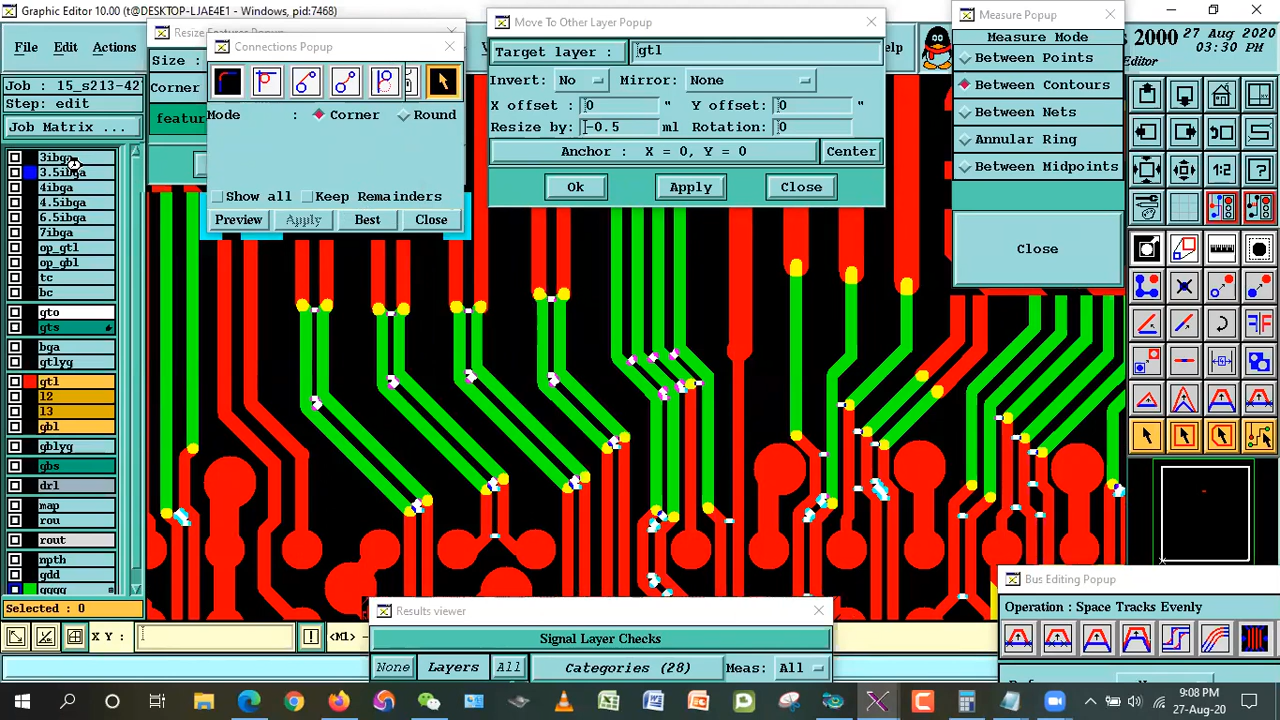 Graphic Editor 10.00 (t@DESKTOP-LJAE4E1 - Windows, pid:7468)
File Edit Actions
2000 27 Aug 2020
03:30 PM
Editor
Job : 15_s213-42
Step: edit
Job Matrix ...
3.5ibga
4ibga
4.5ibga
6.5ibga
7ibga
op_gtl
op_gbl
tc
bc
gto
gts
bga
gtlyg
gtl
l2
l3
gbl
gblyg
gbs
drl
map
rou
rout
npth
gdd
gggg
Selected : 0
X Y :
<M1>
Size :
Corner
Connections Popup
Mode : Corner Round
Show all Keep Remainders
Preview Apply Best Close
Move To Other Layer Popup
Target layer : gtl
Invert: No Mirror: None
X offset : 0 " Y offset: 0 "
Resize by: -0.5 ml Rotation: 0
Anchor : X = 0, Y = 0 Center
Ok Apply Close
Measure Popup
Measure Mode
Between Points
Between Contours
Between Nets
Annular Ring
Between Midpoints
Close
1:2
Results viewer
Signal Layer Checks
None Layers All Categories (28) Meas: All
Bus Editing Popup
Operation : Space Tracks Evenly
9:08 PM
27-Aug-20